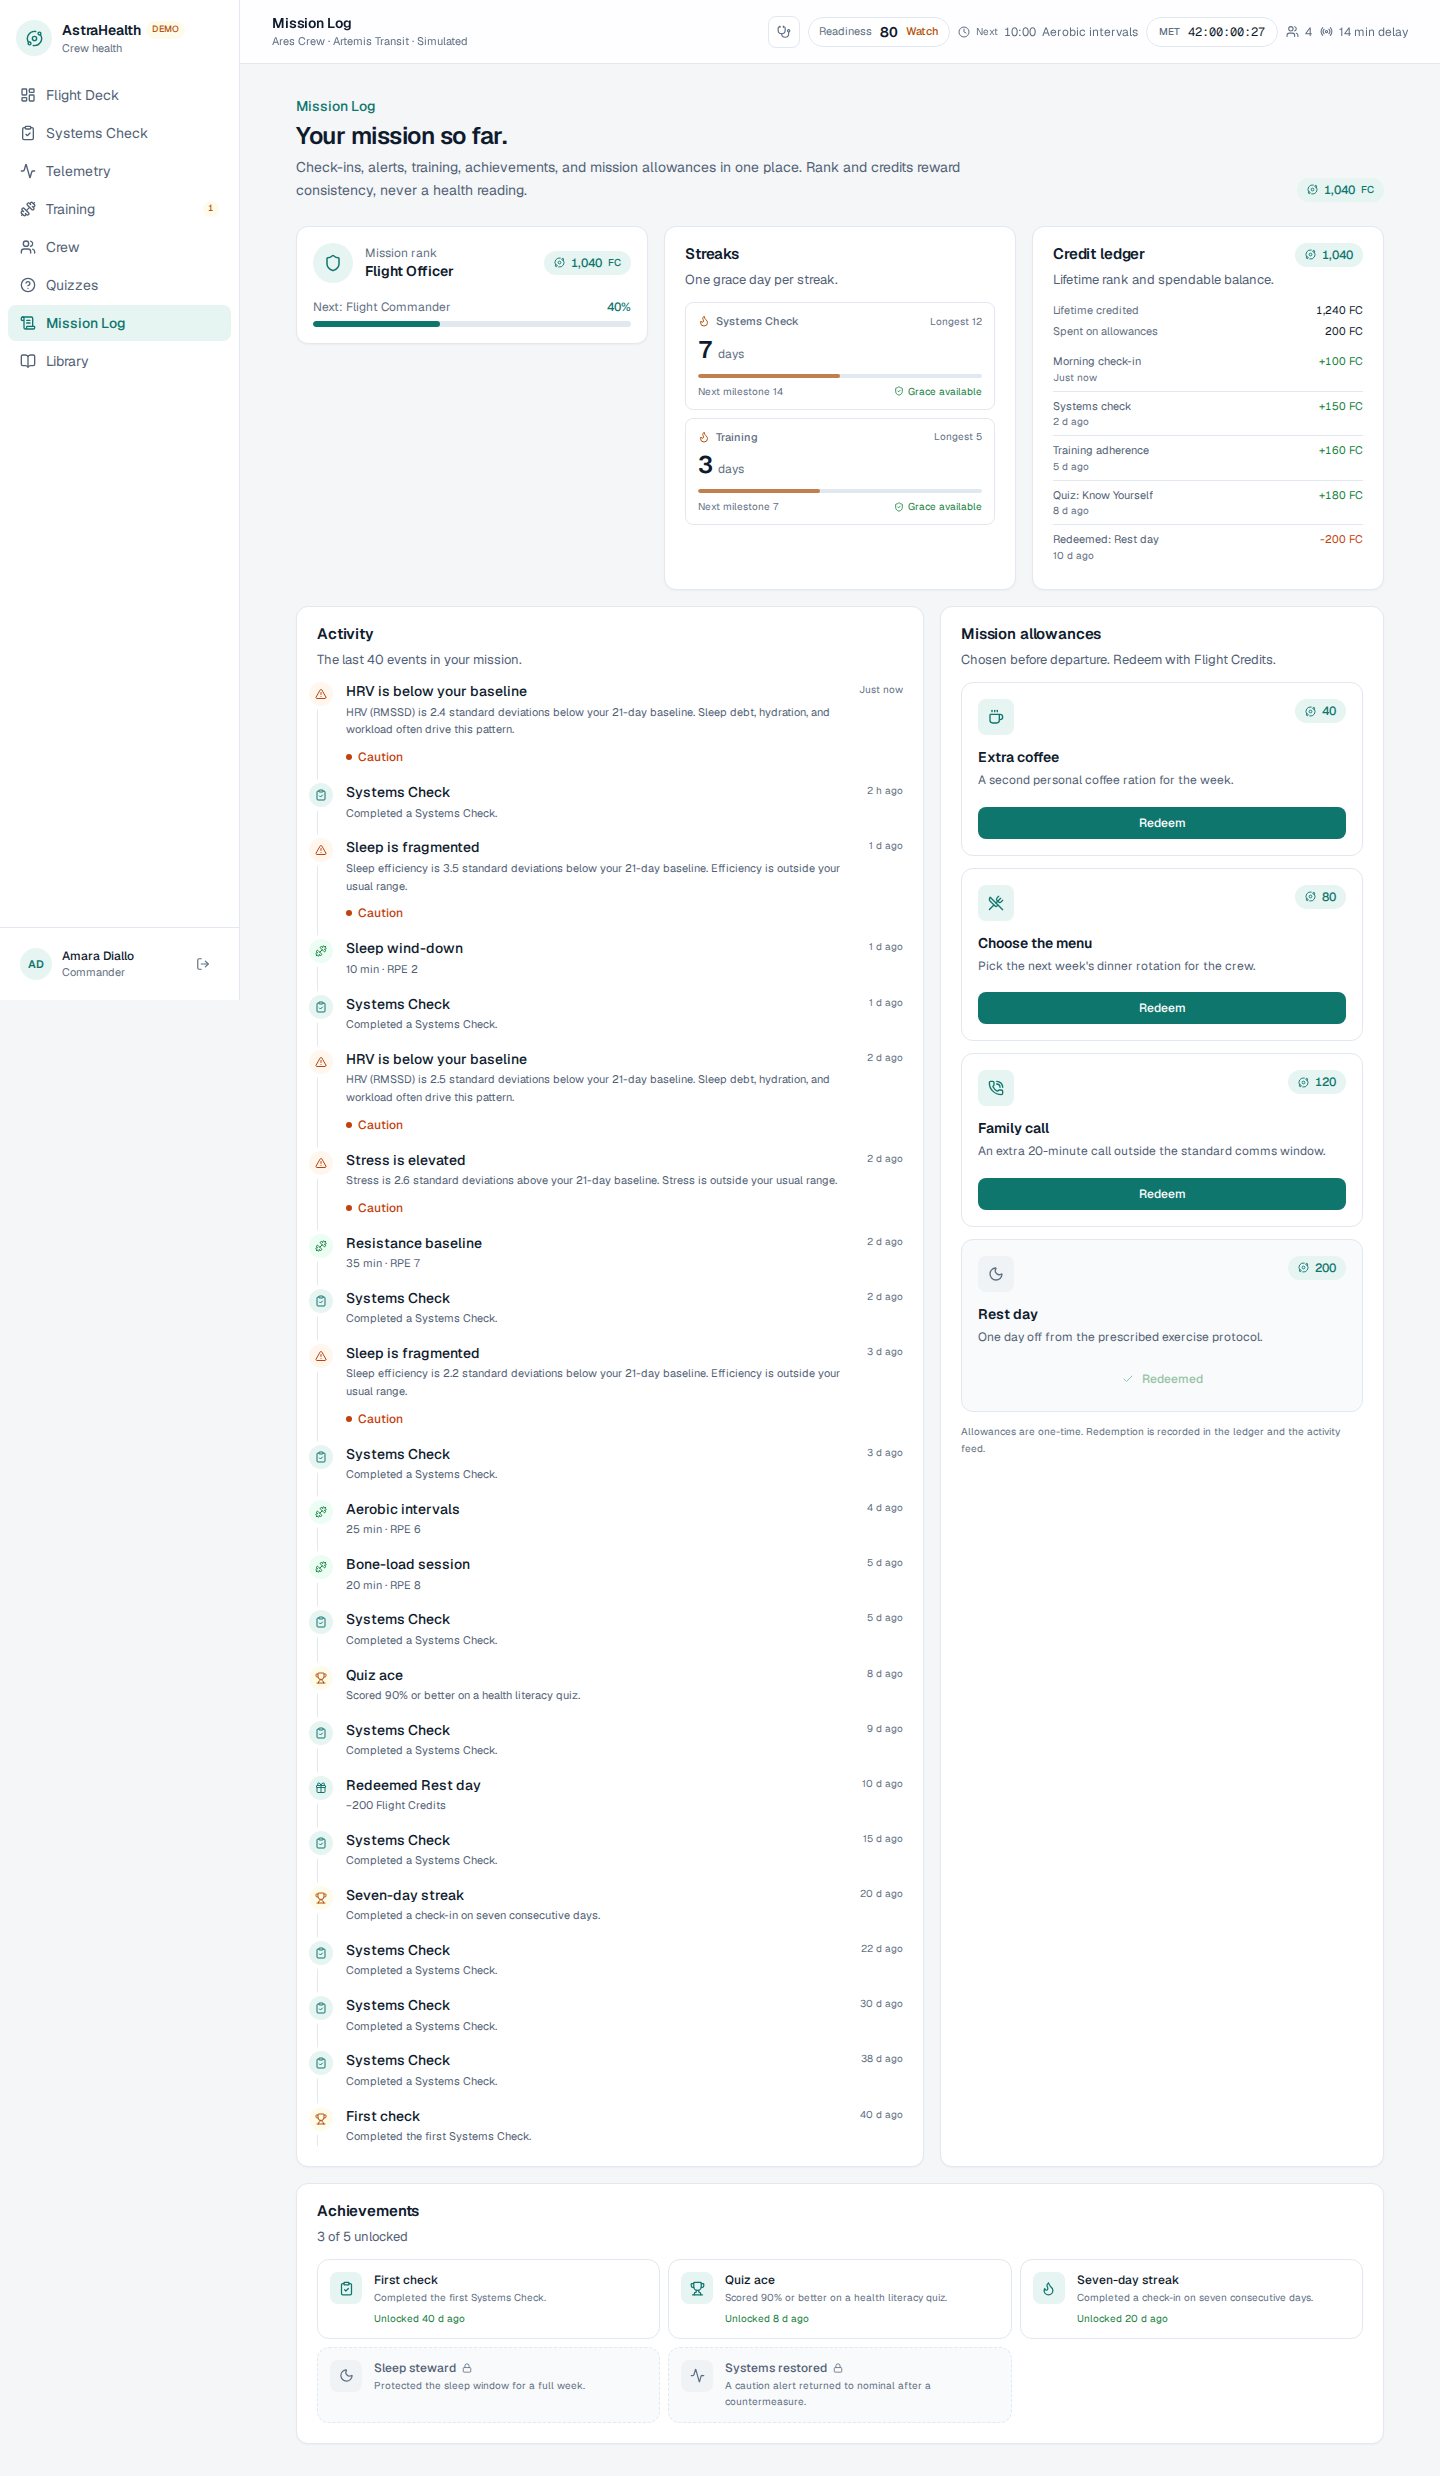 AstraHealth DEMO
Crew health
Flight Deck
Systems Check
Telemetry
Training 1
Crew
Quizzes
Mission Log
Library
AD Amara Diallo
Commander
Mission Log
Ares Crew · Artemis Transit · Simulated
Readiness 80 Watch
Next 10:00 Aerobic intervals
MET 42:00:00:27
4
14 min delay
Mission Log
Your mission so far.
Check-ins, alerts, training, achievements, and mission allowances in one place. Rank and credits reward
consistency, never a health reading.
1,040 FC
Mission rank
Flight Officer
1,040 FC
Next: Flight Commander 40%
Streaks
One grace day per streak.
Systems Check Longest 12
7 days
Next milestone 14 Grace available
Training Longest 5
3 days
Next milestone 7 Grace available
Credit ledger 1,040
Lifetime rank and spendable balance.
Lifetime credited 1,240 FC
Spent on allowances 200 FC
Morning check-in +100 FC
Just now
Systems check +150 FC
2 d ago
Training adherence +160 FC
5 d ago
Quiz: Know Yourself +180 FC
8 d ago
Redeemed: Rest day -200 FC
10 d ago
Activity
The last 40 events in your mission.
HRV is below your baseline Just now
HRV (RMSSD) is 2.4 standard deviations below your 21-day baseline. Sleep debt, hydration, and
workload often drive this pattern.
Caution
Systems Check 2 h ago
Completed a Systems Check.
Sleep is fragmented 1 d ago
Sleep efficiency is 3.5 standard deviations below your 21-day baseline. Efficiency is outside your
usual range.
Caution
Sleep wind-down 1 d ago
10 min · RPE 2
Systems Check 1 d ago
Completed a Systems Check.
HRV is below your baseline 2 d ago
HRV (RMSSD) is 2.5 standard deviations below your 21-day baseline. Sleep debt, hydration, and
workload often drive this pattern.
Caution
Stress is elevated 2 d ago
Stress is 2.6 standard deviations above your 21-day baseline. Stress is outside your usual range.
Caution
Resistance baseline 2 d ago
35 min · RPE 7
Systems Check 2 d ago
Completed a Systems Check.
Sleep is fragmented 3 d ago
Sleep efficiency is 2.2 standard deviations below your 21-day baseline. Efficiency is outside your
usual range.
Caution
Systems Check 3 d ago
Completed a Systems Check.
Aerobic intervals 4 d ago
25 min · RPE 6
Bone-load session 5 d ago
20 min · RPE 8
Systems Check 5 d ago
Completed a Systems Check.
Quiz ace 8 d ago
Scored 90% or better on a health literacy quiz.
Systems Check 9 d ago
Completed a Systems Check.
Redeemed Rest day 10 d ago
−200 Flight Credits
Systems Check 15 d ago
Completed a Systems Check.
Seven-day streak 20 d ago
Completed a check-in on seven consecutive days.
Systems Check 22 d ago
Completed a Systems Check.
Systems Check 30 d ago
Completed a Systems Check.
Systems Check 38 d ago
Completed a Systems Check.
First check 40 d ago
Completed the first Systems Check.
Mission allowances
Chosen before departure. Redeem with Flight Credits.
40
Extra coffee
A second personal coffee ration for the week.
Redeem
80
Choose the menu
Pick the next week's dinner rotation for the crew.
Redeem
120
Family call
An extra 20-minute call outside the standard comms window.
Redeem
200
Rest day
One day off from the prescribed exercise protocol.
Redeemed
Allowances are one-time. Redemption is recorded in the ledger and the activity
feed.
Achievements
3 of 5 unlocked
First check
Completed the first Systems Check.
Unlocked 40 d ago
Quiz ace
Scored 90% or better on a health literacy quiz.
Unlocked 8 d ago
Seven-day streak
Completed a check-in on seven consecutive days.
Unlocked 20 d ago
Sleep steward
Protected the sleep window for a full week.
Systems restored
A caution alert returned to nominal after a
countermeasure.